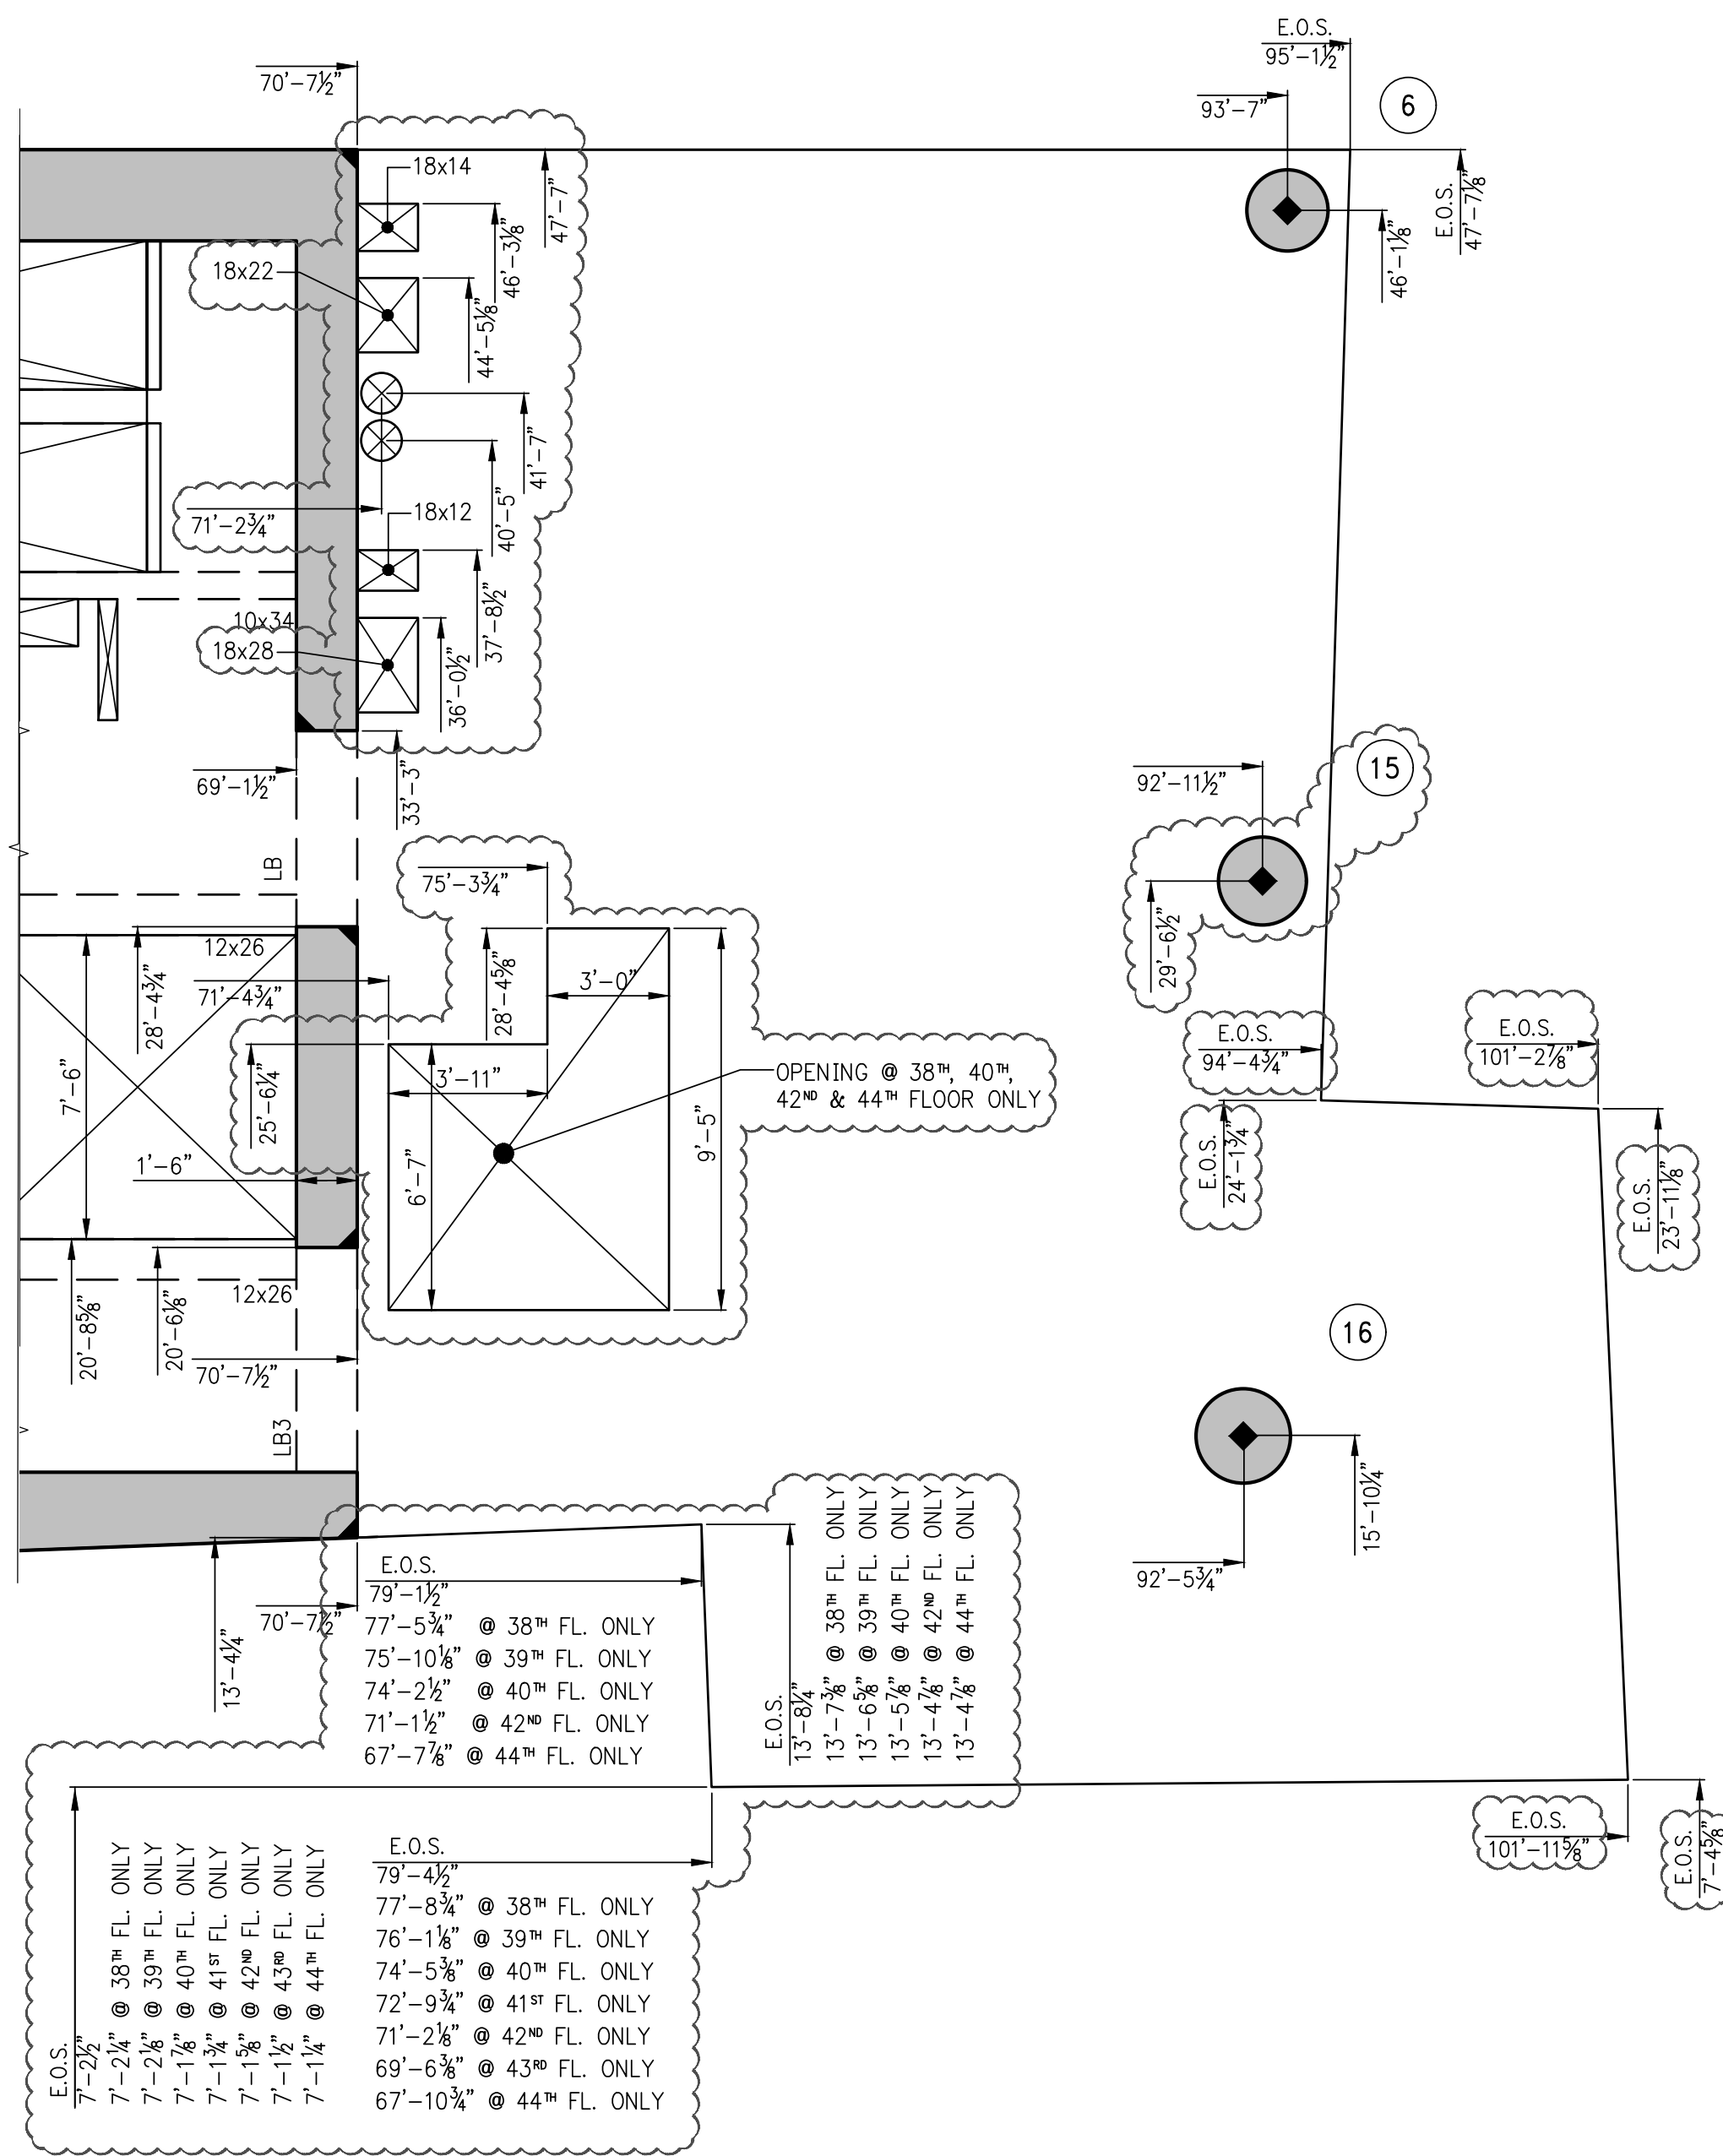 E.O.S.
95'-1½"
70'-7½"
93'-7"
6
18x14
47'-7"
46'-3⅛"
E.O.S.
47'-7⅛"
46'-1⅛"
18x22
44'-5⅛"
41'-7"
71'-2¾"
18x12
40'-5"
37'-8½"
10x34
18x28
36'-0½"
69'-1½"
33'-3"
92'-11½"
15
LB
75'-3¾"
29'-6½"
12x26
28'-4¾"
71'-4¾"
28'-4⅝"
3'-0"
E.O.S.
94'-4¾"
E.O.S.
101'-2⅞"
7'-6"
25'-6¼"
3'-11"
OPENING @ 38TH, 40TH,
42ND & 44TH FLOOR ONLY
9'-5"
E.O.S.
24'-1¾"
1'-6"
6'-7"
E.O.S.
23'-11⅛"
12x26
20'-8⅝"
20'-6⅛"
70'-7½"
16
LB3
15'-10¼"
92'-5¾"
13'-4¼"
70'-7½"
E.O.S.
79'-1½"
77'-5¾" @ 38TH FL. ONLY
75'-10⅛" @ 39TH FL. ONLY
74'-2½" @ 40TH FL. ONLY
71'-1½" @ 42ND FL. ONLY
67'-7⅞" @ 44TH FL. ONLY
E.O.S.
13'-8¼"
13'-7⅜" @ 38TH FL. ONLY
13'-6⅝" @ 39TH FL. ONLY
13'-5⅞" @ 40TH FL. ONLY
13'-4⅞" @ 42ND FL. ONLY
13'-4⅞" @ 44TH FL. ONLY
E.O.S.
101'-11⅝"
E.O.S.
7'-4⅝"
E.O.S.
7'-2½"
7'-2¼" @ 38TH FL. ONLY
7'-2⅛" @ 39TH FL. ONLY
7'-1⅞" @ 40TH FL. ONLY
7'-1¾" @ 41ST FL. ONLY
7'-1⅝" @ 42ND FL. ONLY
7'-1½" @ 43RD FL. ONLY
7'-1¼" @ 44TH FL. ONLY
E.O.S.
79'-4½"
77'-8¾" @ 38TH FL. ONLY
76'-1⅛" @ 39TH FL. ONLY
74'-5⅜" @ 40TH FL. ONLY
72'-9¾" @ 41ST FL. ONLY
71'-2⅛" @ 42ND FL. ONLY
69'-6⅜" @ 43RD FL. ONLY
67'-10¾" @ 44TH FL. ONLY